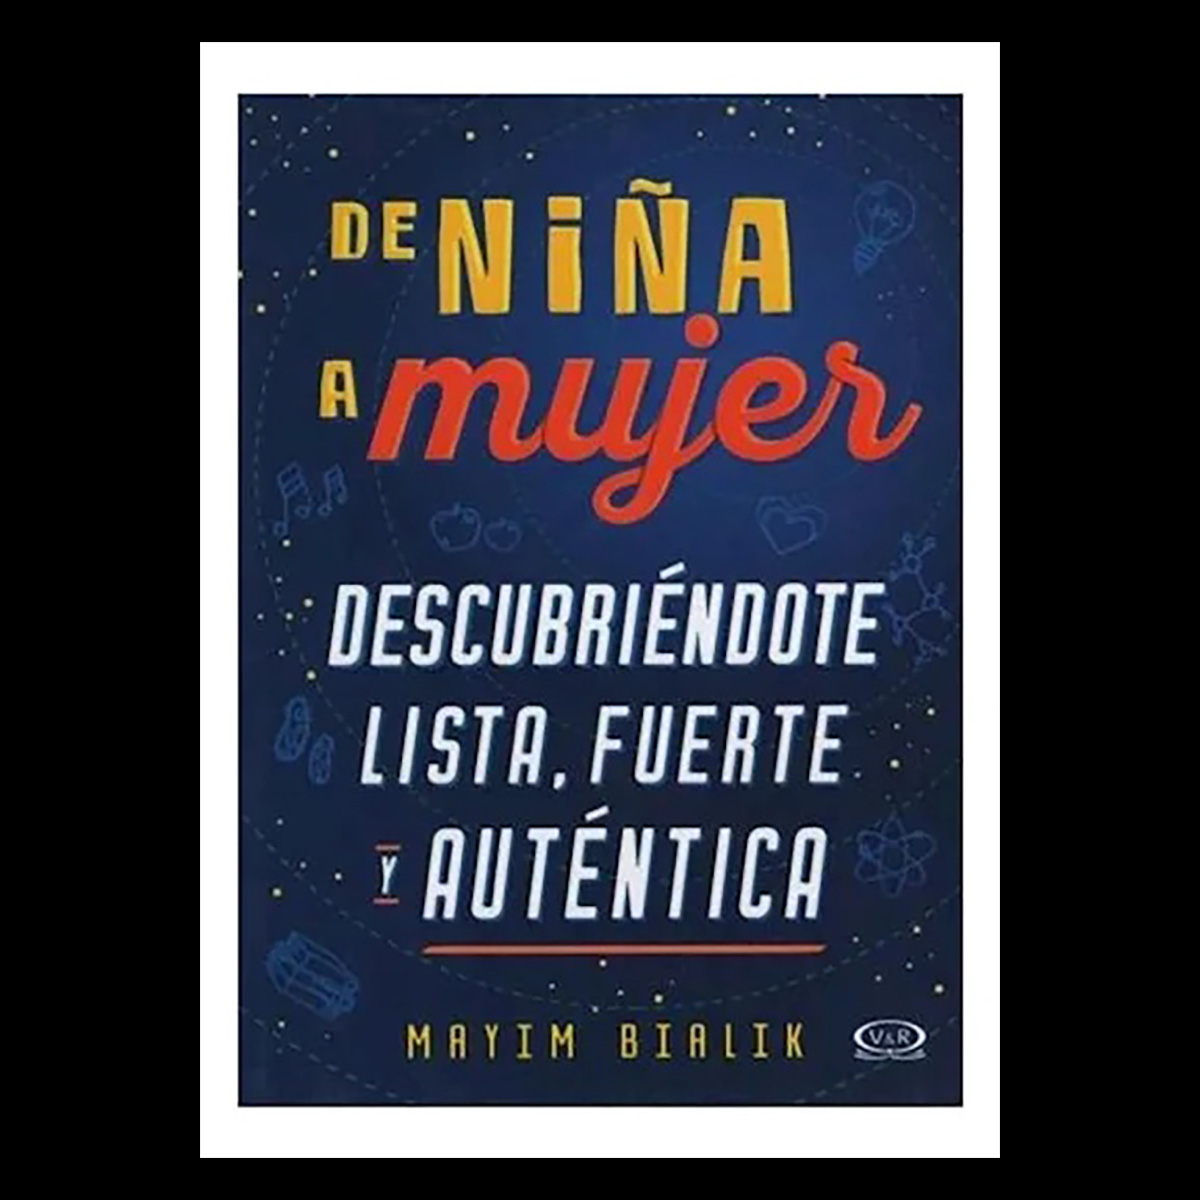 DE NiÑA
A mujer
DESCUBRIÉNDOTE
LISTA, FUERTE
Y AUTÉNTICA
MAYIM BIALIK
V&R